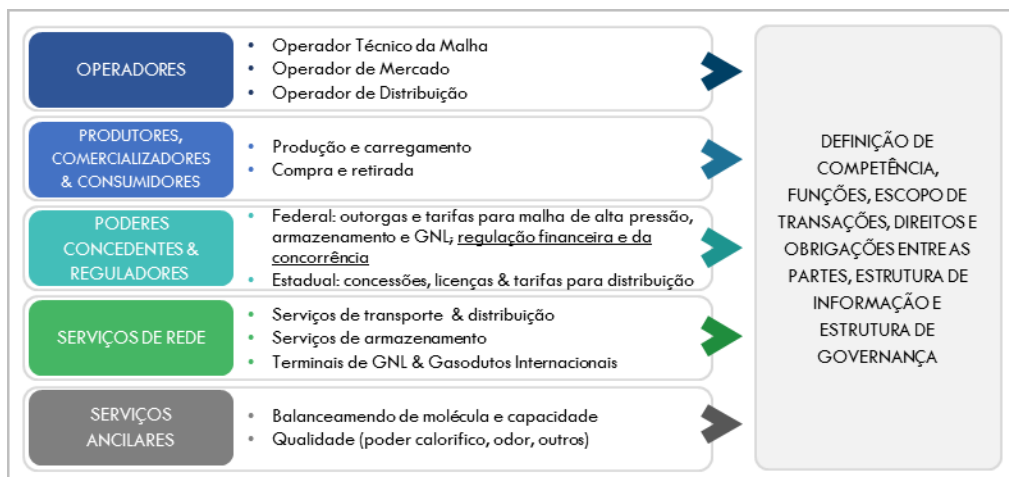 OPERADORES
• Operador Técnico da Malha
• Operador de Mercado
• Operador de Distribuição
PRODUTORES,
COMERCIALIZADORES
& CONSUMIDORES
• Produção e carregamento
• Compra e retirada
PODERES
CONCEDENTES &
REGULADORES
• Federal: outorgas e tarifas para malha de alta pressão,
armazenamento e GNL; regulação financeira e da
concorrência
• Estadual: concessões, licenças & tarifas para distribuição
SERVIÇOS DE REDE
• Serviços de transporte & distribuição
• Serviços de armazenamento
• Terminais de GNL & Gasodutos Internacionais
SERVIÇOS
ANCILARES
• Balanceamendo de molécula e capacidade
• Qualidade (poder calorifico, odor, outros)
DEFINIÇÃO DE
COMPETÊNCIA,
FUNÇÕES, ESCOPO DE
TRANSAÇÕES, DIREITOS E
OBRIGAÇÕES ENTRE AS
PARTES, ESTRUTURA DE
INFORMAÇÃO E
ESTRUTURA DE
GOVERNANÇA